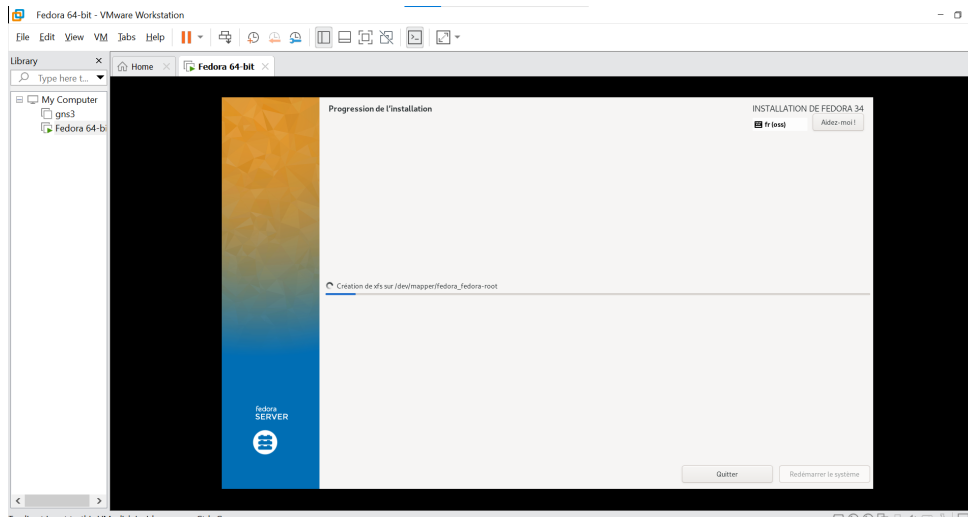 Fedora 64-bit - VMware Workstation
File Edit View VM Tabs Help
Library
Home
Fedora 64-bit
Type here t...
My Computer
gns3
Fedora 64-bi
Progression de l'installation
INSTALLATION DE FEDORA 34
fr (oss)
Aidez-moi !
Création de xfs sur /dev/mapper/fedora_fedora-root
fedora
SERVER
Quitter
Redémarrer le système